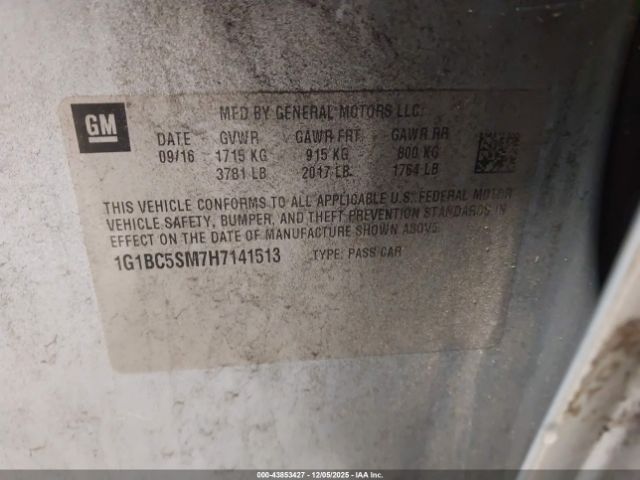 GM
MFD BY GENERAL MOTORS LLC.
DATE GVWR GAWR FRT. GAWR RR
09/16 1715 KG 915 KG 800 KG
3781 LB 2017 LB 1764 LB
THIS VEHICLE CONFORMS TO ALL APPLICABLE U.S. FEDERAL MOTOR
VEHICLE SAFETY, BUMPER, AND THEFT PREVENTION STANDARDS IN
EFFECT ON THE DATE OF MANUFACTURE SHOWN ABOVE.
1G1BC5SM7H7141513 TYPE: PASS CAR
000-43853427 - 12/05/2025 - IAAI, Inc.